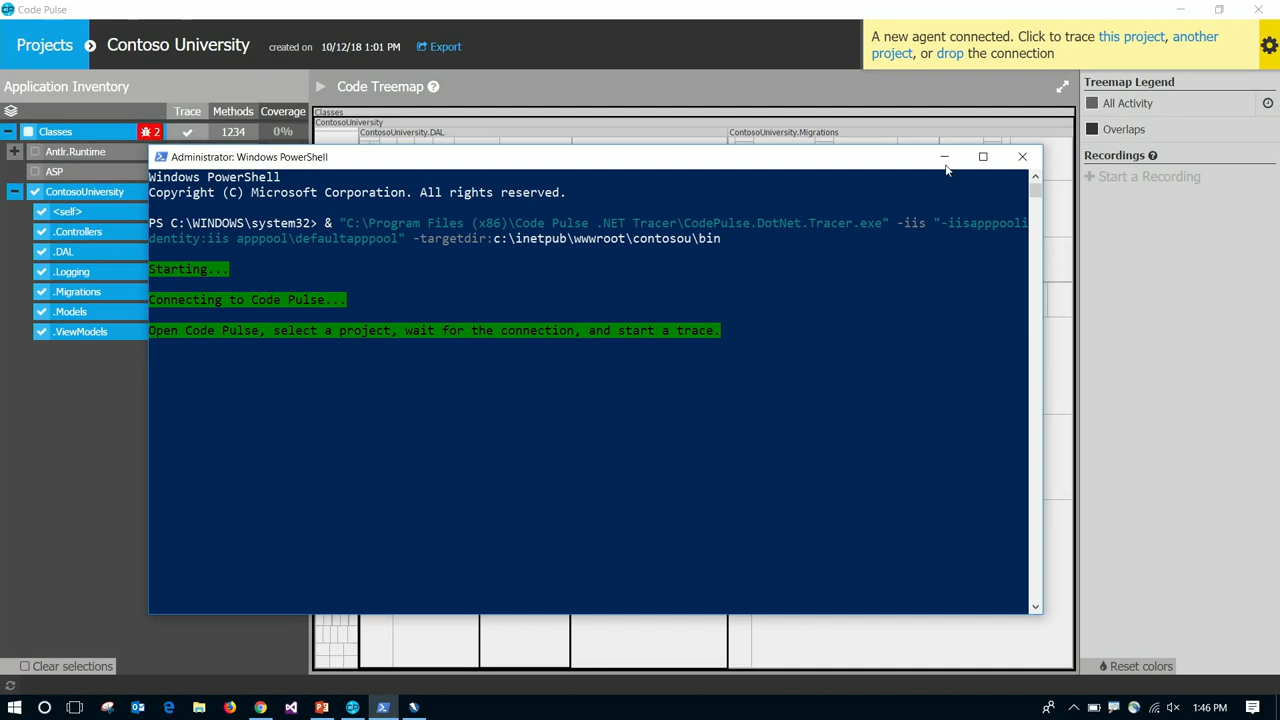 Code Pulse
Projects
Contoso University
created on
10/12/18 1:01 PM
Export
A new agent connected. Click to trace this project, another
project, or drop the connection
Application Inventory
Trace Methods Coverage
Classes 2 1234 0%
Antlr.Runtime
ASP
ContosoUniversity
<self>
.Controllers
.DAL
.Logging
.Migrations
.Models
.ViewModels
Clear selections
Code Treemap
Classes
ContosoUniversity
ContosoUniversity.DAL
ContosoUniversity.Migrations
Administrator: Windows PowerShell
Windows PowerShell
Copyright (C) Microsoft Corporation. All rights reserved.
PS C:\WINDOWS\system32> & "C:\Program Files (x86)\Code Pulse .NET Tracer\CodePulse.DotNet.Tracer.exe" -iis "-iisapppooli
dentity:iis apppool\defaultapppool" -targetdir:c:\inetpub\wwwroot\contosou\bin
Starting...
Connecting to Code Pulse...
Open Code Pulse, select a project, wait for the connection, and start a trace.
Treemap Legend
All Activity
Overlaps
Recordings
Start a Recording
Reset colors
1:46 PM